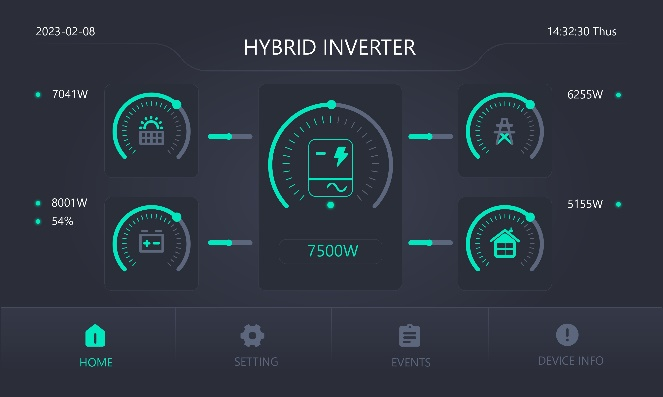 2023-02-08
14:32:30 Thus
HYBRID INVERTER
7041W
6255W
8001W
54%
5155W
7500W
HOME
SETTING
EVENTS
DEVICE INFO